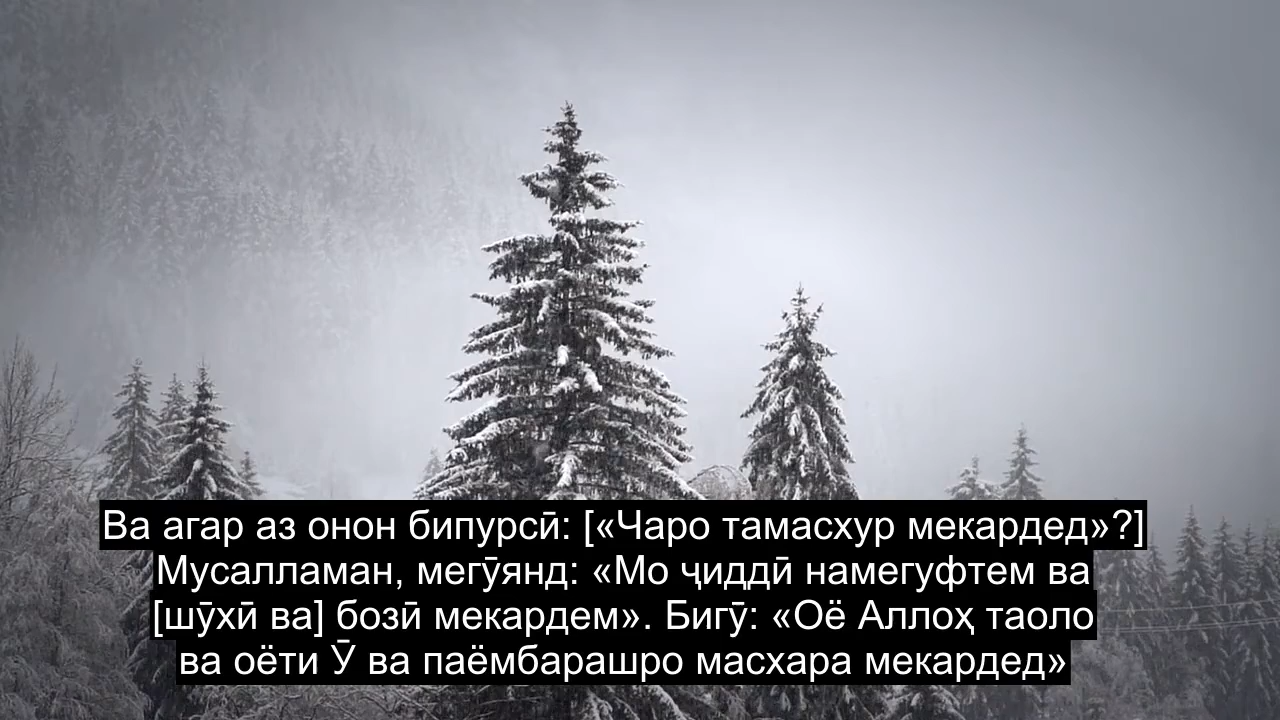 Ва агар аз онон бипурсӣ: [«Чаро тамасхур мекардед»?]
Мусалламан, мегӯянд: «Мо ҷиддӣ намегуфтем ва
[шӯхӣ ва] бозӣ мекардем». Бигӯ: «Оё Аллоҳ таоло
ва оёти Ӯ ва паёмбарашро масхара мекардед»